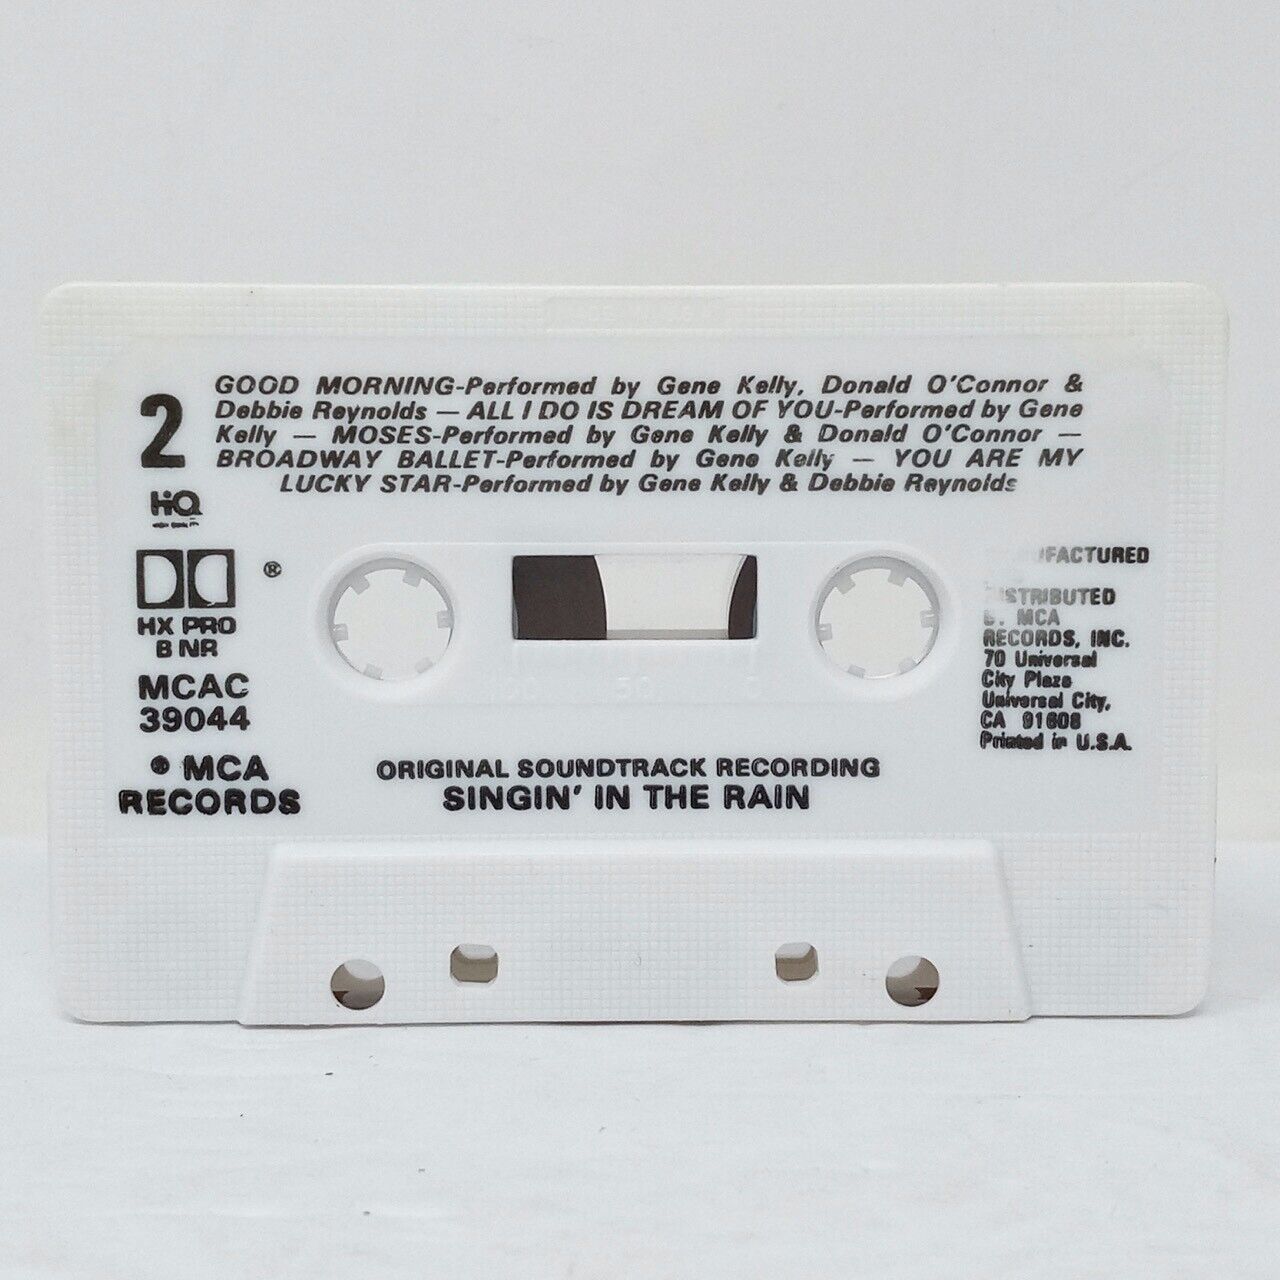 2
GOOD MORNING-Performed by Gene Kelly, Donald O'Connor &
Debbie Reynolds — ALL I DO IS DREAM OF YOU-Performed by Gene
Kelly — MOSES-Performed by Gene Kelly & Donald O'Connor —
BROADWAY BALLET-Performed by Gene Kelly — YOU ARE MY
LUCKY STAR-Performed by Gene Kelly & Debbie Reynolds
HiQ
®
HX PRO
B NR
MCAC
39044
MCA
RECORDS
MCA
RECORDS, INC.
70 Universal
City Plaza
Universal City,
CA 91608
Printed in U.S.A.
50
ORIGINAL SOUNDTRACK RECORDING
SINGIN' IN THE RAIN